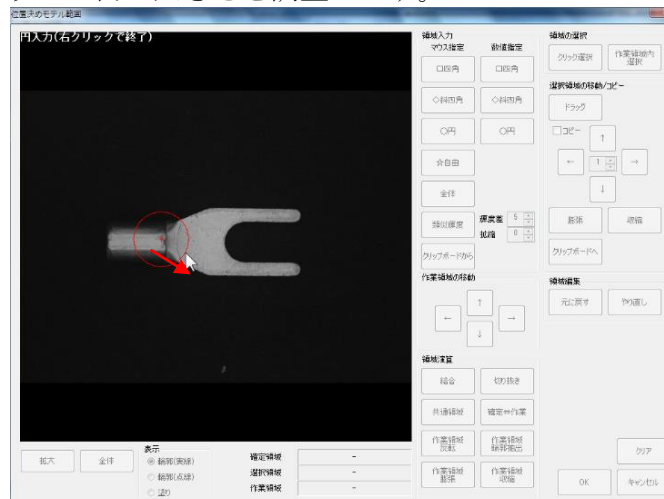 位置決めモデル範囲
円入力(右クリックで終了)
領域入力
マウス指定
数値指定
□四角
□四角
◇斜四角
◇斜四角
○円
○円
☆自由
全体
類似輝度
輝度差 5
拡縮 0
クリップボードから
作業領域の移動
↑
←
→
↓
領域演算
結合
切り抜き
共通領域
確定⇔作業
作業領域
反転
作業領域
輪郭抽出
作業領域
膨張
作業領域
収縮
領域の選択
クリック選択
作業領域内
選択
選択領域の移動/コピー
ドラッグ
□コピー
↑
←
1
→
↓
膨張
収縮
クリップボードへ
領域編集
元に戻す
やり直し
クリア
OK
キャンセル
拡大
全体
表示
輪郭(実線)
輪郭(点線)
塗り
確定領域 -
選択領域 -
作業領域 -